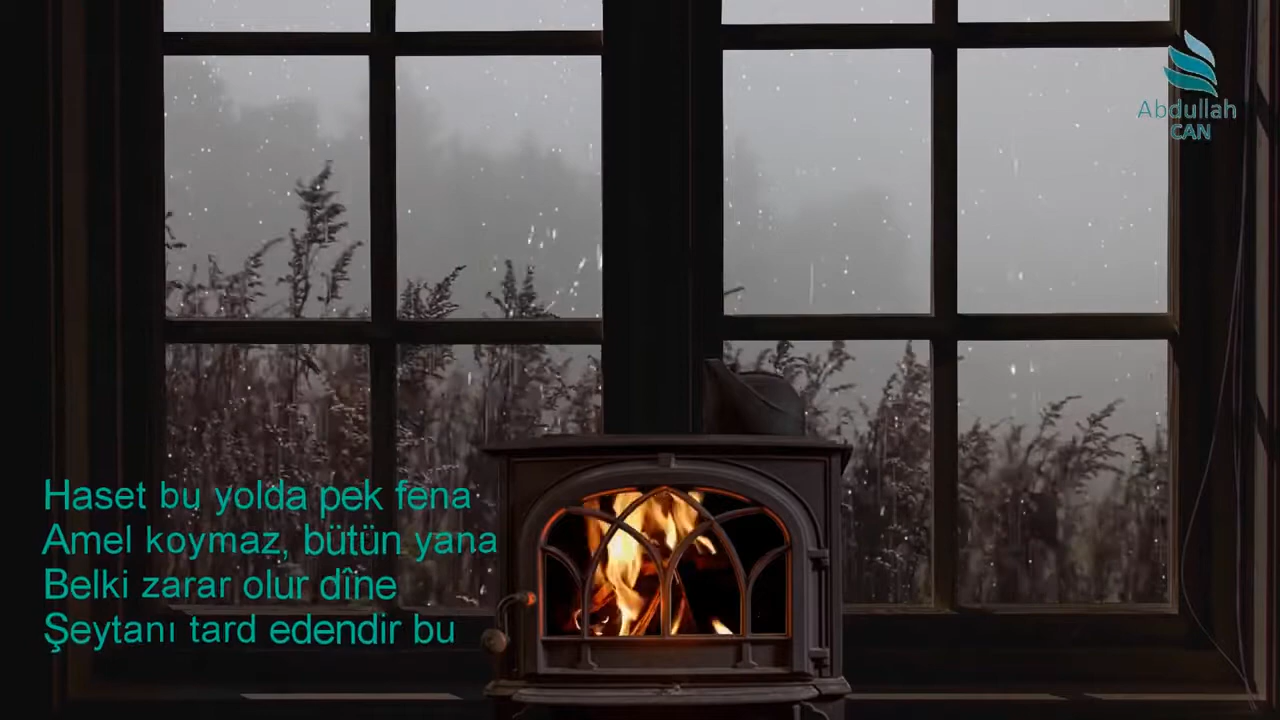 Abdullah
CAN
Haset bu yolda pek fena
Amel koymaz, bütün yana
Belki zarar olur dîne
Şeytanı tard edendir bu